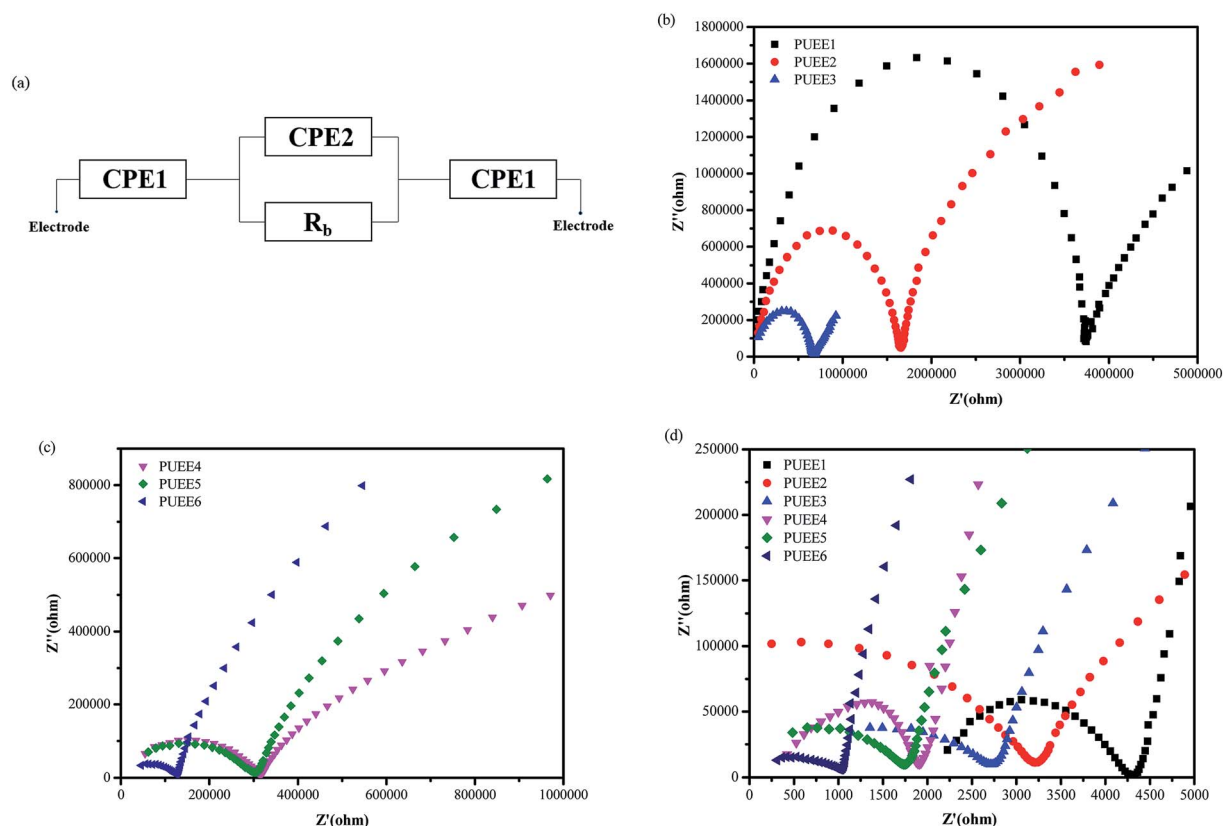 (a)
CPE2
CPE1
CPE1
R_b
Electrode
Electrode
(b)
PUEE1
PUEE2
PUEE3
1800000
1600000
1400000
1200000
1000000
800000
600000
400000
200000
0
Z''(ohm)
0 1000000 2000000 3000000 4000000 5000000
Z'(ohm)
(c)
PUEE4
PUEE5
PUEE6
800000
600000
400000
200000
0
Z''(ohm)
0 200000 400000 600000 800000 1000000
Z'(ohm)
(d)
PUEE1
PUEE2
PUEE3
PUEE4
PUEE5
PUEE6
250000
200000
150000
100000
50000
0
Z''(ohm)
0 500 1000 1500 2000 2500 3000 3500 4000 4500 5000
Z'(ohm)